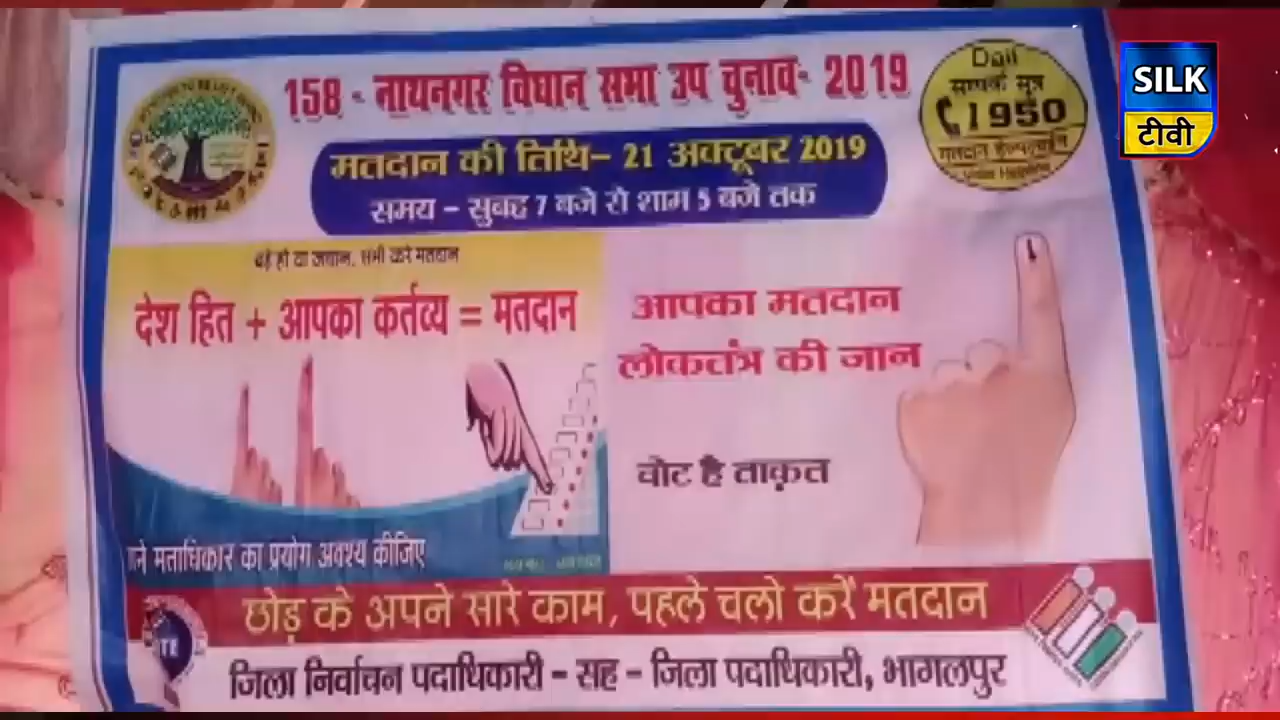 158 - नाथनगर विधान सभा उप चुनाव- 2019
Dail
सम्पर्क सूत्र
1950
मतदान की तिथि– 21 अक्टूबर 2019
समय – सुबह 7 बजे से शाम 5 बजे तक
SILK
टीवी
बूढ़े हो या जवान, सभी करें मतदान
देश हित + आपका कर्तव्य = मतदान
आपका मतदान
लोकतंत्र की जान
वोट है ताक़त
मताधिकार का प्रयोग अवश्य कीजिए
छोड़ के अपने सारे काम, पहले चलो करें मतदान
जिला निर्वाचन पदाधिकारी – सह – जिला पदाधिकारी, भागलपुर